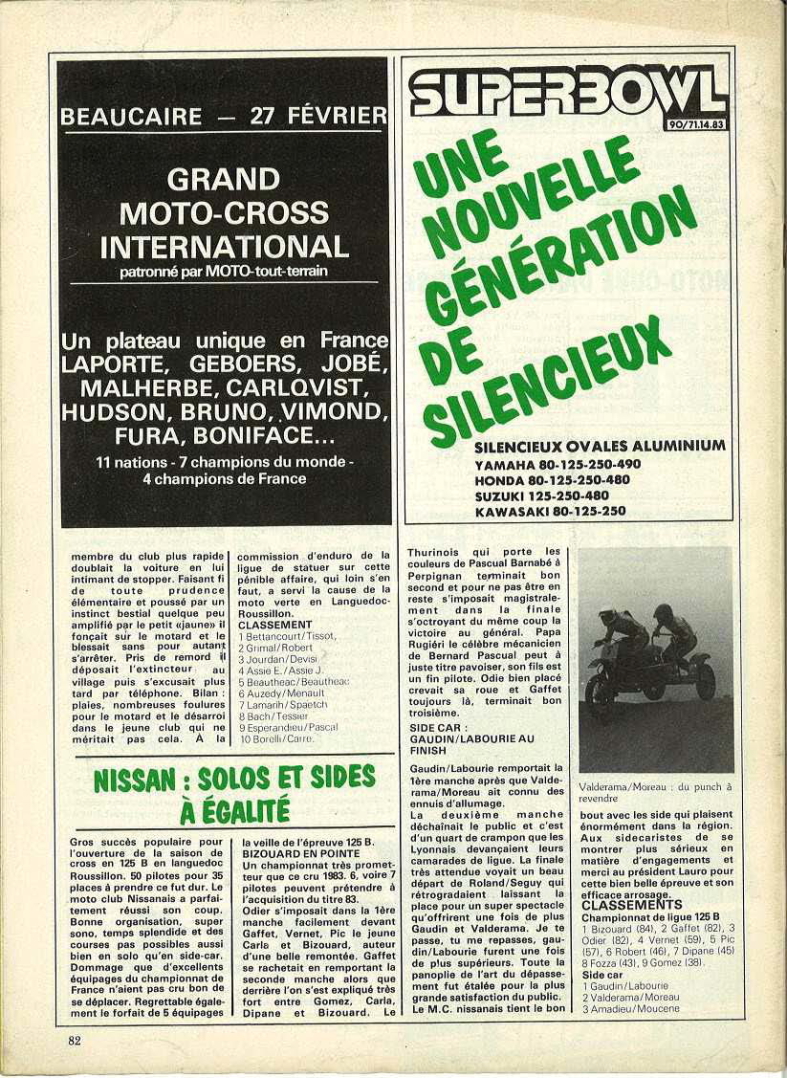 BEAUCAIRE — 27 FÉVRIER
GRAND
MOTO-CROSS
INTERNATIONAL
patronné par MOTO-tout-terrain
Un plateau unique en France
LAPORTE, GEBOERS, JOBÉ,
MALHERBE, CARLQVIST,
HUDSON, BRUNO, VIMOND,
FURA, BONIFACE...
11 nations - 7 champions du monde -
4 champions de France
SUPERBOWL
90/71.14.83
UNE
NOUVELLE
GÉNÉRATION
DE
SILENCIEUX
SILENCIEUX OVALES ALUMINIUM
YAMAHA 80-125-250-490
HONDA 80-125-250-480
SUZUKI 125-250-480
KAWASAKI 80-125-250
membre du club plus rapide
doublait la voiture en lui
intimant de stopper. Faisant fi
de toute prudence
élémentaire et poussé par un
instinct bestial quelque peu
amplifié par le petit «jaune» il
fonçait sur le motard et le
blessait sans pour autant
s'arrêter. Pris de remord il
déposait l'extincteur au
village puis s'excusait plus
tard par téléphone. Bilan :
plaies, nombreuses foulures
pour le motard et le désarroi
dans le jeune club qui ne
méritait pas cela. À la
commission d'enduro de la
ligue de statuer sur cette
pénible affaire, qui loin s'en
faut, a servi la cause de la
moto verte en Languedoc-
Roussillon.
CLASSEMENT
1 Bettancourt/Tissot,
2 Grimal/Robert
3 Jourdan/Devisi
4 Assie E./Assie J.
5 Beautheac/Beautheac
6 Auzedy/Menault
7 Lamarih/Spaetch
8 Bach/Tessier
9 Esperandieu/Pascal
10 Borelli/Carre.
NISSAN : SOLOS ET SIDES
À ÉGALITÉ
Gros succès populaire pour
l'ouverture de la saison de
cross en 125 B en languedoc
Roussillon. 50 pilotes pour 35
places à prendre ce fut dur. Le
moto club Nissanais a parfai-
tement réussi son coup.
Bonne organisation, super
sono, temps splendide et des
courses pas possibles aussi
bien en solo qu'en side-car.
Dommage que d'excellents
équipages du championnat de
France n'aient pas cru bon de
se déplacer. Regrettable égale-
ment le forfait de 5 équipages
la veille de l'épreuve 125 B.
BIZOUARD EN POINTE
Un championnat très promet-
teur que ce cru 1983. 6, voire 7
pilotes peuvent prétendre à
l'acquisition du titre 83.
Odier s'imposait dans la 1ère
manche facilement devant
Gaffet, Vernet, Pic le jeune
Carla et Bizouard, auteur
d'une belle remontée. Gaffet
se rachetait en remportant la
seconde manche alors que
derrière l'on s'est expliqué très
fort entre Gomez, Carla,
Dipane et Bizouard. Le
Thurinois qui porte les
couleurs de Pascual Barnabé à
Perpignan terminait bon
second et pour ne pas être en
reste s'imposait magistrale-
ment dans la finale
s'octroyant du même coup la
victoire au général. Papa
Rugiéri le célèbre mécanicien
de Bernard Pascual peut à
juste titre pavoiser, son fils est
un fin pilote. Odie bien placé
crevait sa roue et Gaffet
toujours là, terminait bon
troisième.
SIDE CAR :
GAUDIN/LABOURIE AU
FINISH
Gaudin/Labourie remportait la
1ère manche après que Valde-
rama/Moreau ait connu des
ennuis d'allumage.
La deuxième manche
déchaînait le public et c'est
d'un quart de crampon que les
Lyonnais devançaient leurs
camarades de ligue. La finale
très attendue voyait un beau
départ de Roland/Seguy qui
rétrogradaient laissant la
place pour un super spectacle
qu'offrirent une fois de plus
Gaudin et Valderama. Je te
passe, tu me repasses, gau-
din/Labourie furent une fois
de plus supérieurs. Toute la
panoplie de l'art du dépasse-
ment fut étalée pour la plus
grande satisfaction du public.
Le M.C. nissanais tient le bon
Valderama/Moreau : du punch à
revendre
bout avec les side qui plaisent
énormément dans la région.
Aux sidecaristes de se
montrer plus sérieux en
matière d'engagements et
merci au président Lauro pour
cette bien belle épreuve et son
efficace arrosage.
CLASSEMENTS
Championnat de ligue 125 B
1 Bizouard (84), 2 Gaffet (82), 3
Odier (82), 4 Vernet (59), 5 Pic
(57), 6 Robert (46), 7 Dipane (45)
8 Fozza (43), 9 Gomez (38).
Side car
1 Gaudin/Labourie
2 Valderama/Moreau
3 Amadieu/Moucene
82